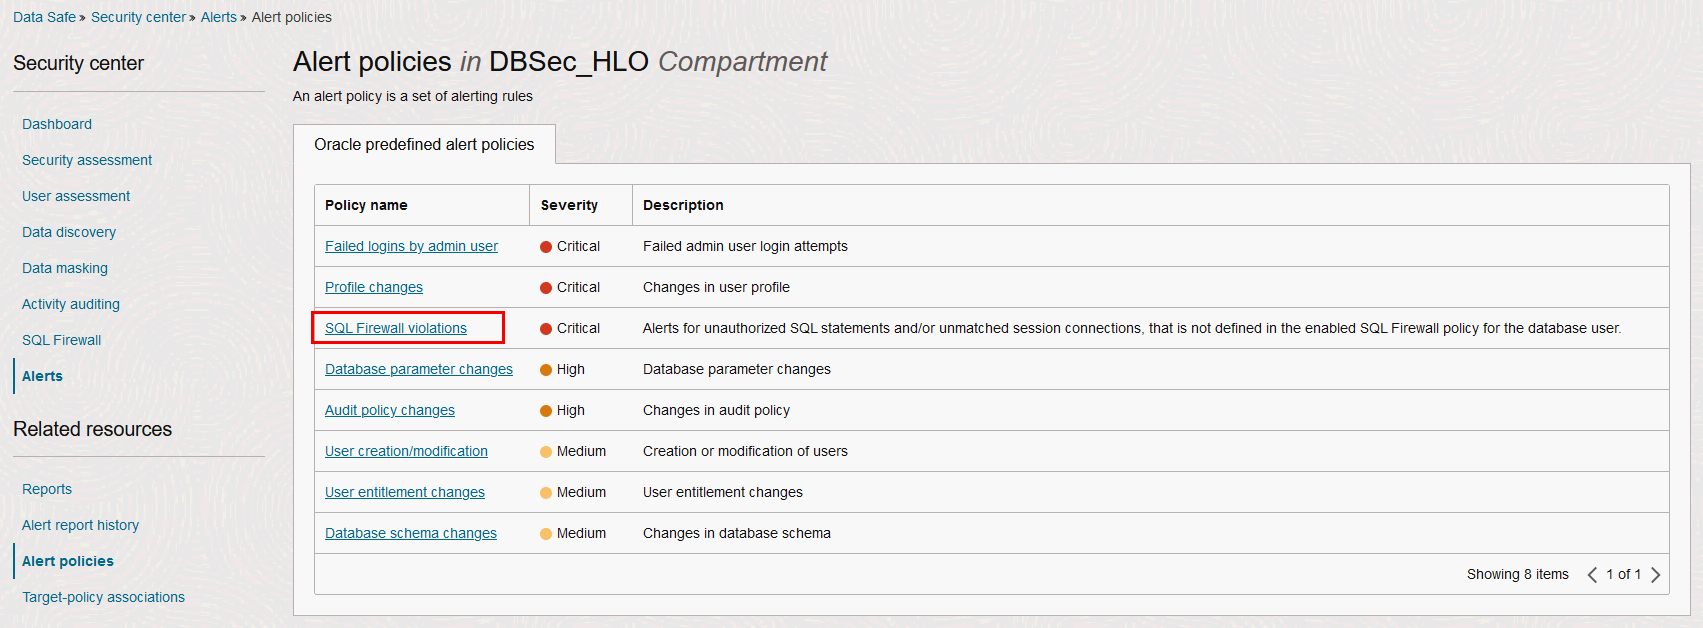 Data Safe » Security center » Alerts » Alert policies
Security center
Dashboard
Security assessment
User assessment
Data discovery
Data masking
Activity auditing
SQL Firewall
Alerts
Related resources
Reports
Alert report history
Alert policies
Target-policy associations
Alert policies in DBSec_HLO Compartment
An alert policy is a set of alerting rules
Oracle predefined alert policies
Policy name Severity Description
Failed logins by admin user Critical Failed admin user login attempts
Profile changes Critical Changes in user profile
SQL Firewall violations Critical Alerts for unauthorized SQL statements and/or unmatched session connections, that is not defined in the enabled SQL Firewall policy for the database user.
Database parameter changes High Database parameter changes
Audit policy changes High Changes in audit policy
User creation/modification Medium Creation or modification of users
User entitlement changes Medium User entitlement changes
Database schema changes Medium Changes in database schema
Showing 8 items < 1 of 1 >